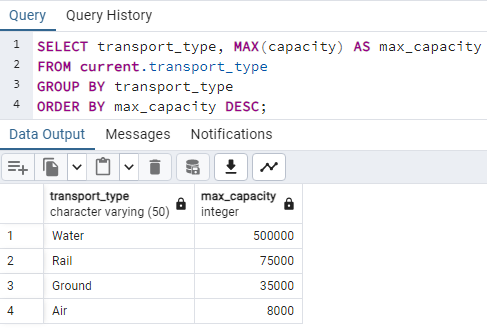 Query Query History
1 SELECT transport_type, MAX(capacity) AS max_capacity
2 FROM current.transport_type
3 GROUP BY transport_type
4 ORDER BY max_capacity DESC;
Data Output Messages Notifications
transport_type max_capacity
character varying (50) integer
1 Water 500000
2 Rail 75000
3 Ground 35000
4 Air 8000